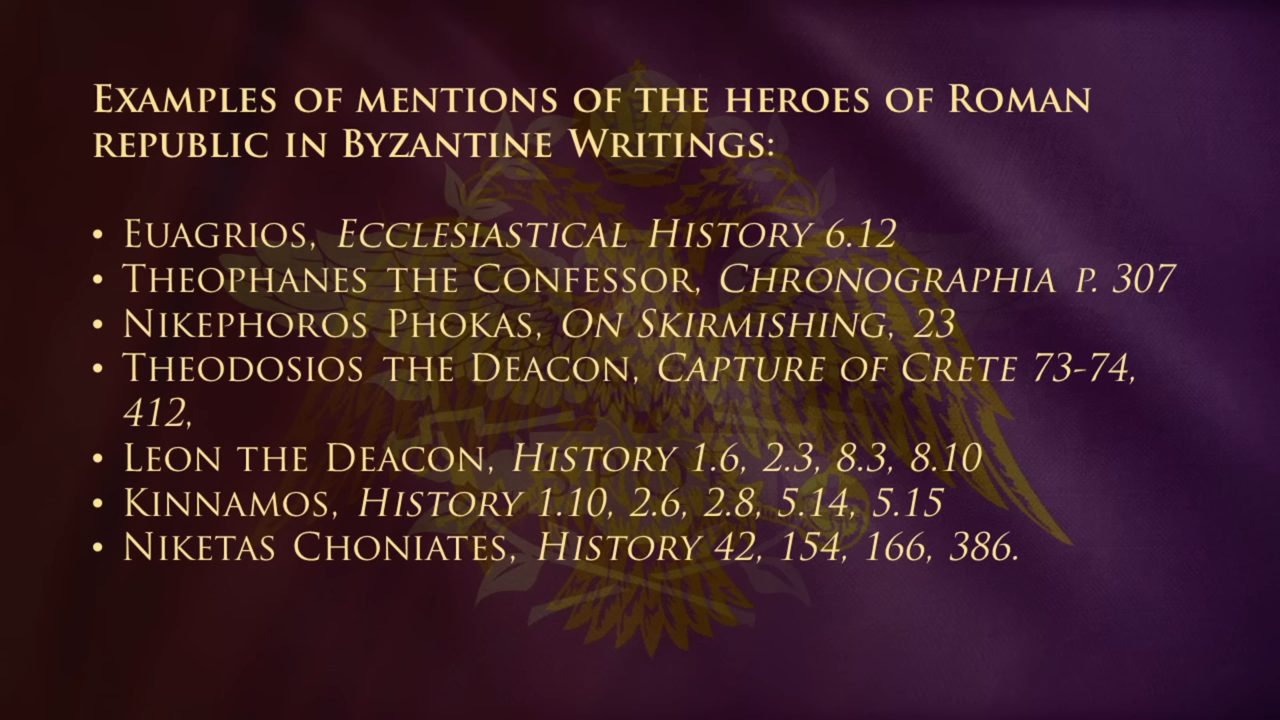 Examples of mentions of the heroes of Roman
republic in Byzantine Writings:
• Euagrios, Ecclesiastical History 6.12
• Theophanes the Confessor, Chronographia p. 307
• Nikephoros Phokas, On Skirmishing, 23
• Theodosios the Deacon, Capture of Crete 73-74,
412,
• Leon the Deacon, History 1.6, 2.3, 8.3, 8.10
• Kinnamos, History 1.10, 2.6, 2.8, 5.14, 5.15
• Niketas Choniates, History 42, 154, 166, 386.